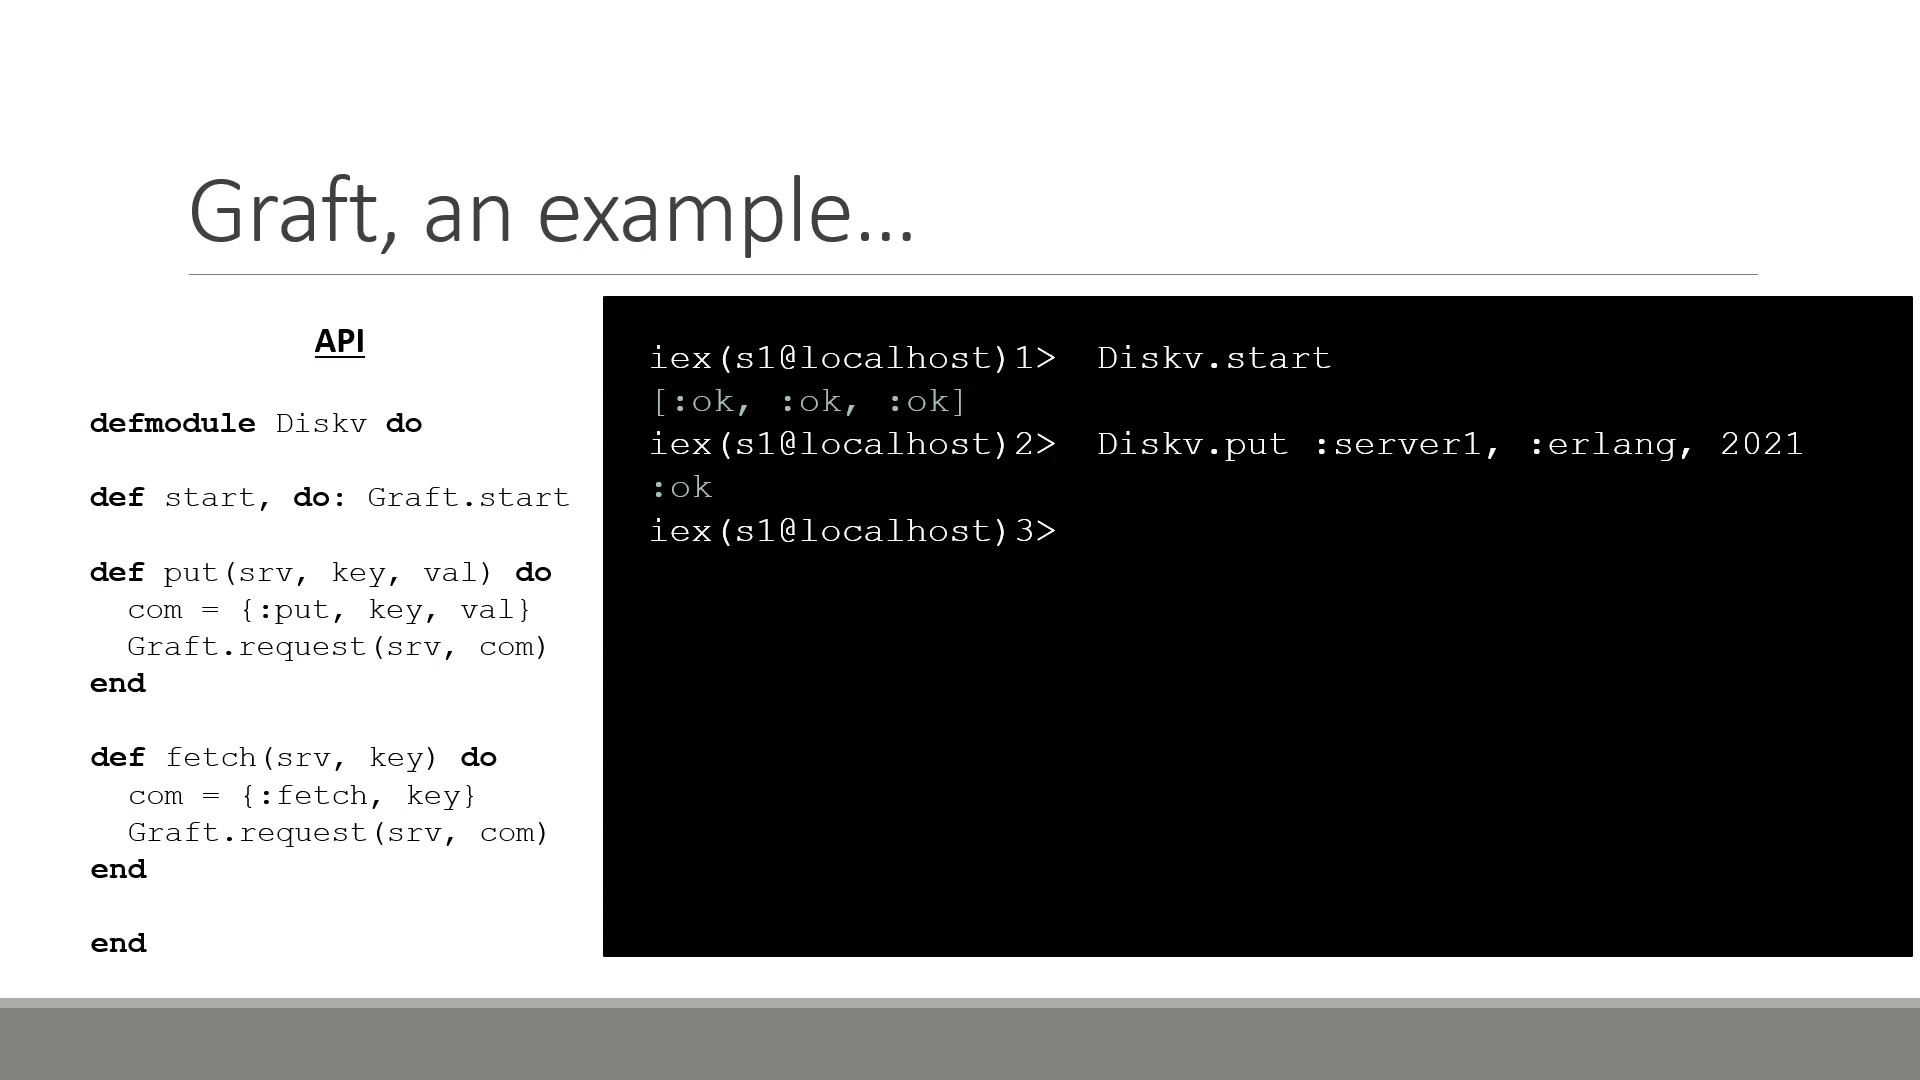 Graft, an example...
API
defmodule Diskv do
def start, do: Graft.start
def put(srv, key, val) do
com = {:put, key, val}
Graft.request(srv, com)
end
def fetch(srv, key) do
com = {:fetch, key}
Graft.request(srv, com)
end
end
iex(s1@localhost)1> Diskv.start
[:ok, :ok, :ok]
iex(s1@localhost)2> Diskv.put :server1, :erlang, 2021
:ok
iex(s1@localhost)3>